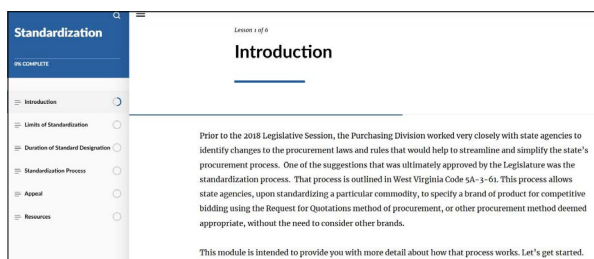 Standardization
0% COMPLETE
Introduction
Limits of Standardization
Duration of Standard Designation
Standardization Process
Appeal
Resources
Lesson 1 of 6
Introduction
Prior to the 2018 Legislative Session, the Purchasing Division worked very closely with state agencies to
identify changes to the procurement laws and rules that would help to streamline and simplify the state's
procurement process. One of the suggestions that was ultimately approved by the Legislature was the
standardization process. That process is outlined in West Virginia Code 5A-3-61. This process allows
state agencies, upon standardizing a particular commodity, to specify a brand of product for competitive
bidding using the Request for Quotations method of procurement, or other procurement method deemed
appropriate, without the need to consider other brands.
This module is intended to provide you with more detail about how that process works. Let's get started.